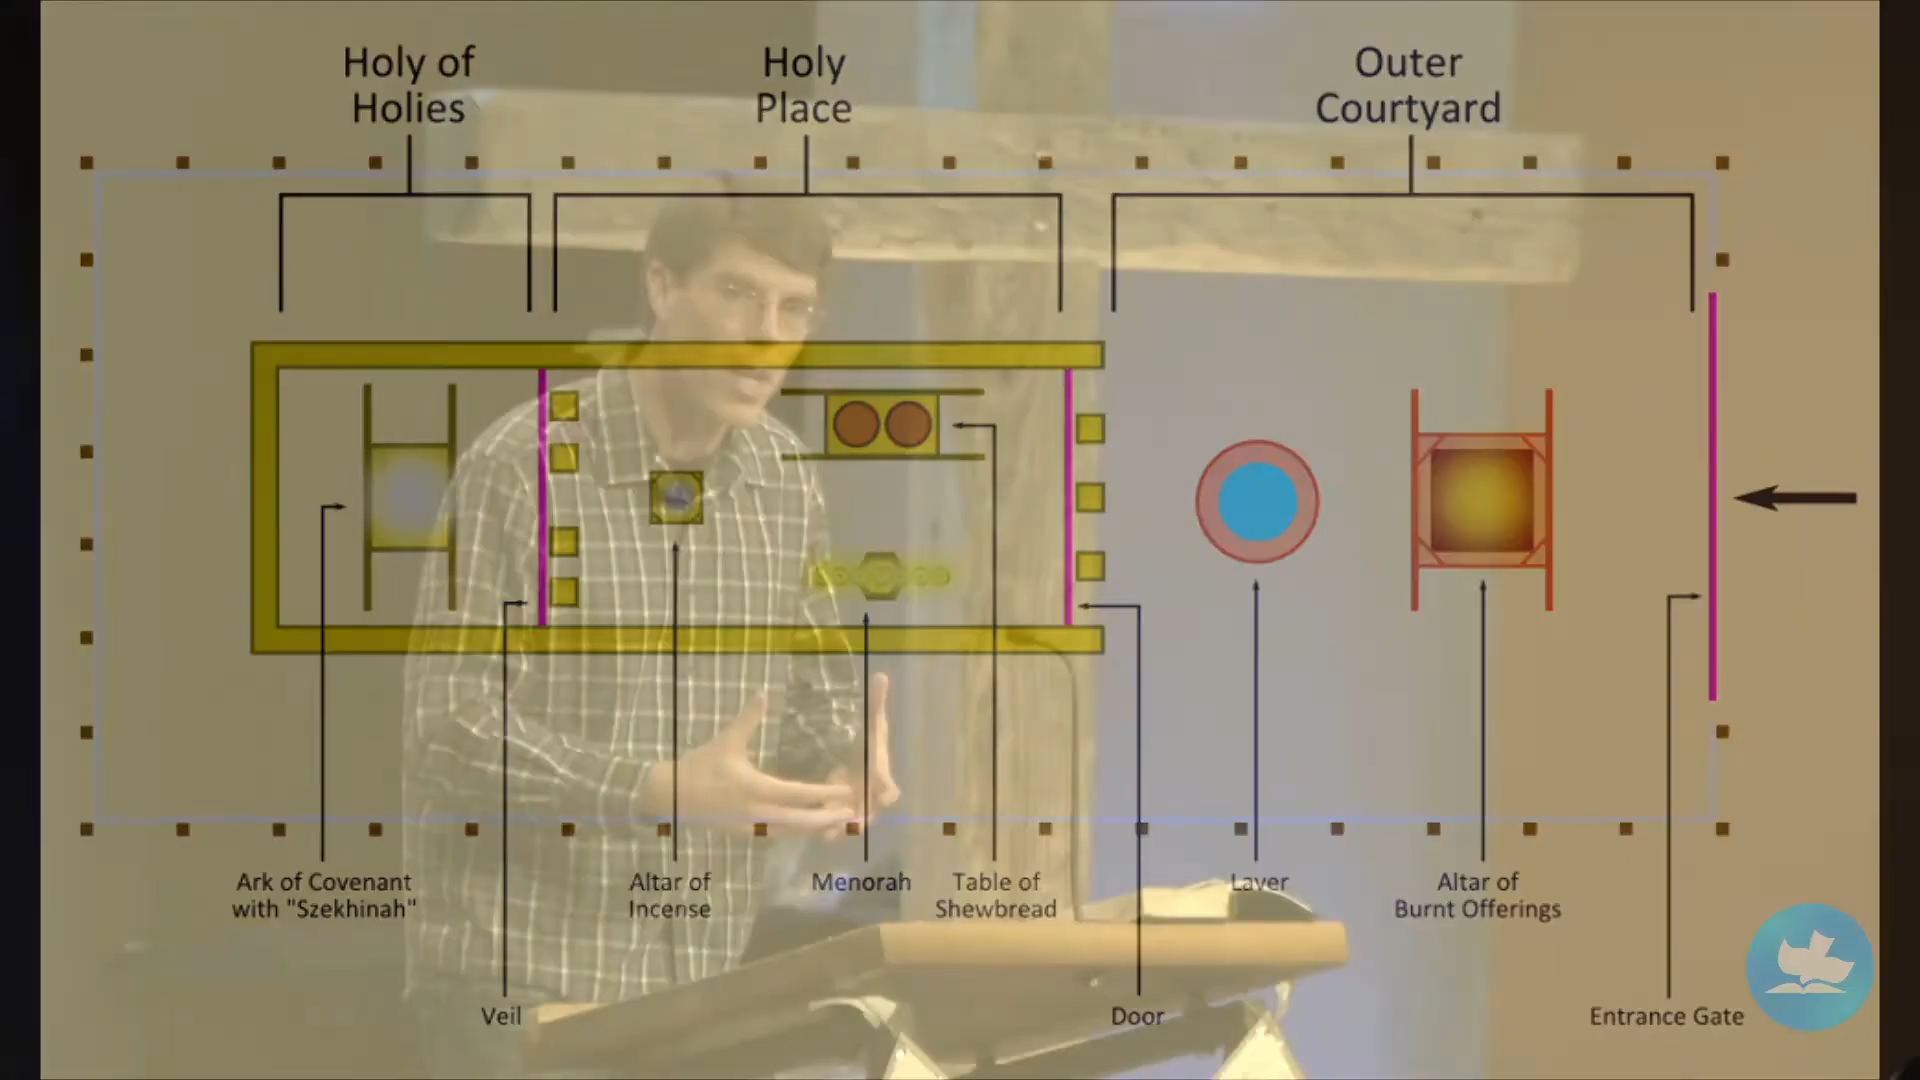 Holy of
Holies
Holy
Place
Outer
Courtyard
Ark of Covenant
with "Szekhinah"
Altar of
Incense
Menorah
Table of
Shewbread
Laver
Altar of
Burnt Offerings
Veil
Door
Entrance Gate